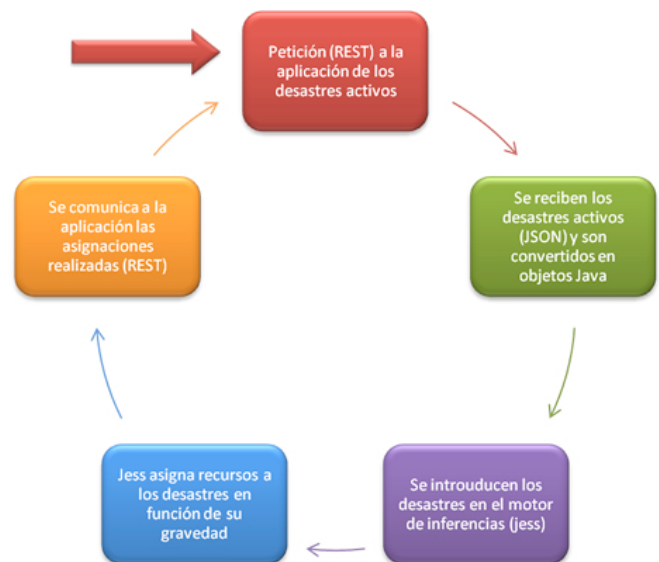 Petición (REST) a la
aplicación de los
desastres activos
Se reciben los
desastres activos
(JSON) y son
convertidos en
objetos Java
Se introuducen los
desastres en el motor
de inferencias (jess)
Jess asigna recursos a
los desastres en
función de su
gravedad
Se comunica a la
aplicación las
asignaciones
realizadas (REST)